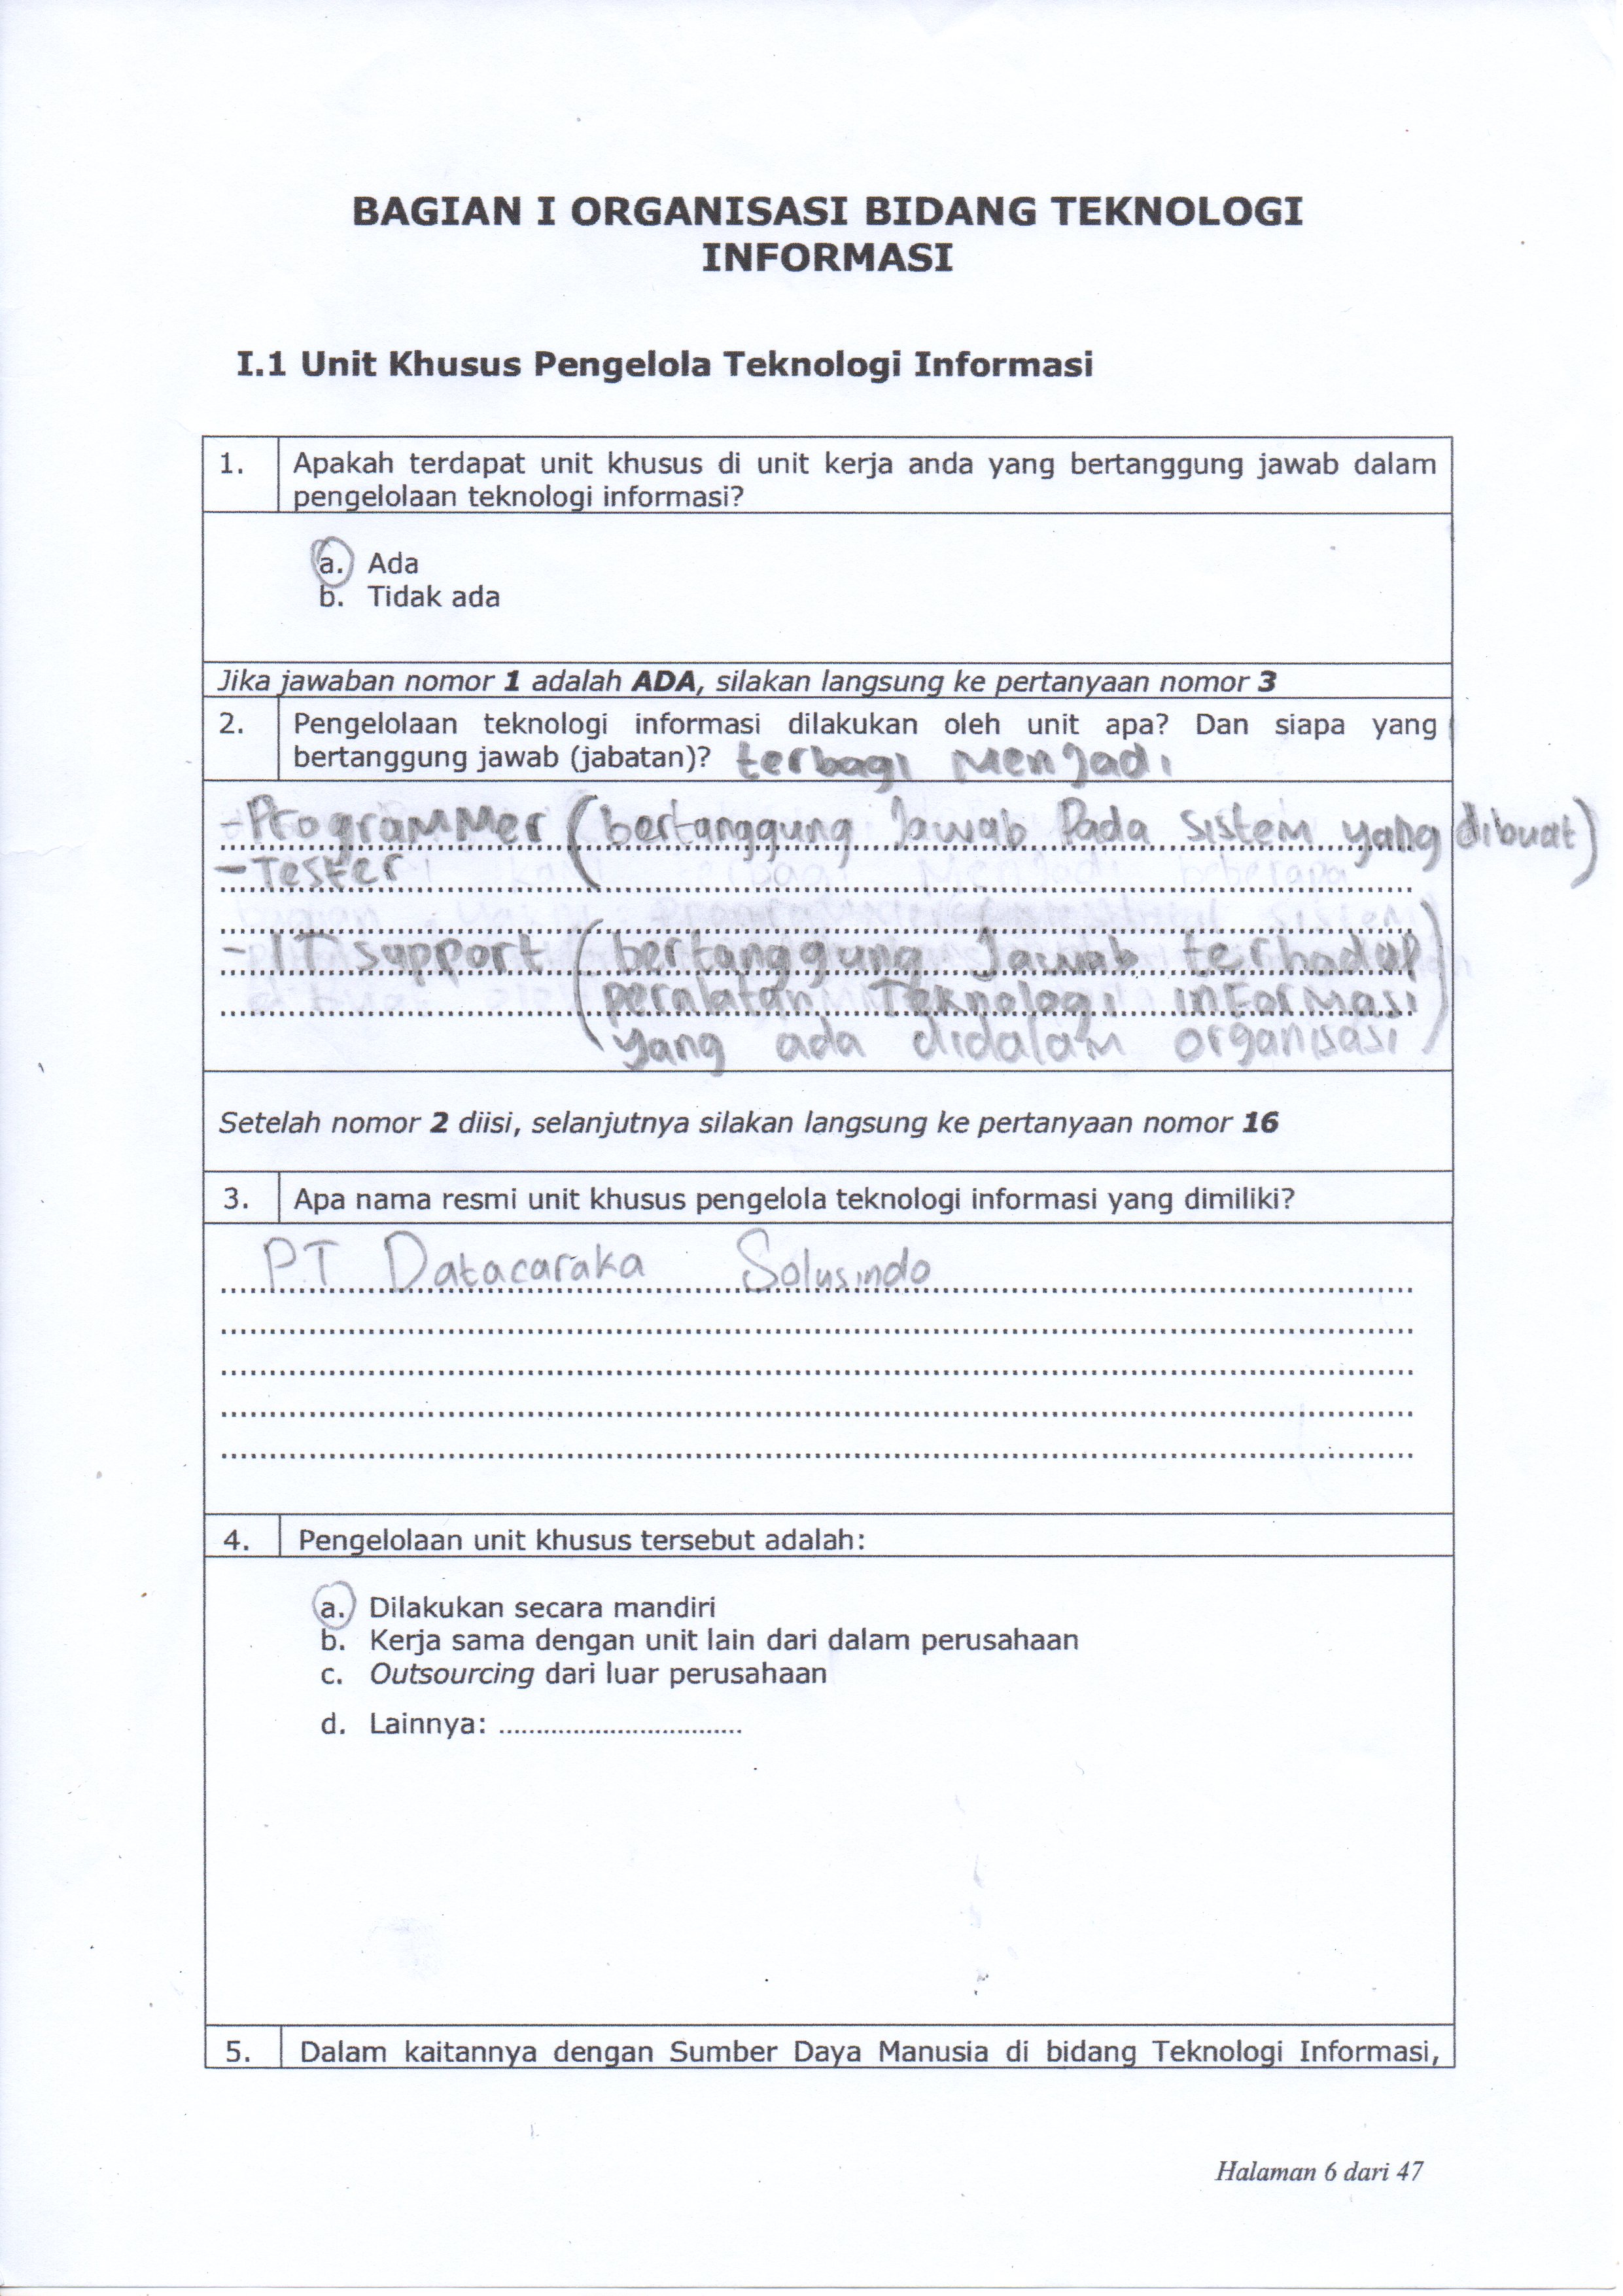 BAGIAN I ORGANISASI BIDANG TEKNOLOGI
INFORMASI
I.1 Unit Khusus Pengelola Teknologi Informasi
1. Apakah terdapat unit khusus di unit kerja anda yang bertanggung jawab dalam
pengelolaan teknologi informasi?
a. Ada
b. Tidak ada
Jika jawaban nomor 1 adalah ADA, silakan langsung ke pertanyaan nomor 3
2. Pengelolaan teknologi informasi dilakukan oleh unit apa? Dan siapa yang
bertanggung jawab (jabatan)? terbagi menjadi
- Programmer (bertanggung Jawab Pada sistem yang dibuat)
- Tester
- IT support (bertanggung Jawab terhadap
peralatan Teknologi informasi
yang ada didalam organisasi)
Setelah nomor 2 diisi, selanjutnya silakan langsung ke pertanyaan nomor 16
3. Apa nama resmi unit khusus pengelola teknologi informasi yang dimiliki?
PT Datacaraka Solusindo
4. Pengelolaan unit khusus tersebut adalah:
a. Dilakukan secara mandiri
b. Kerja sama dengan unit lain dari dalam perusahaan
c. Outsourcing dari luar perusahaan
d. Lainnya: .................................
5. Dalam kaitannya dengan Sumber Daya Manusia di bidang Teknologi Informasi,
Halaman 6 dari 47